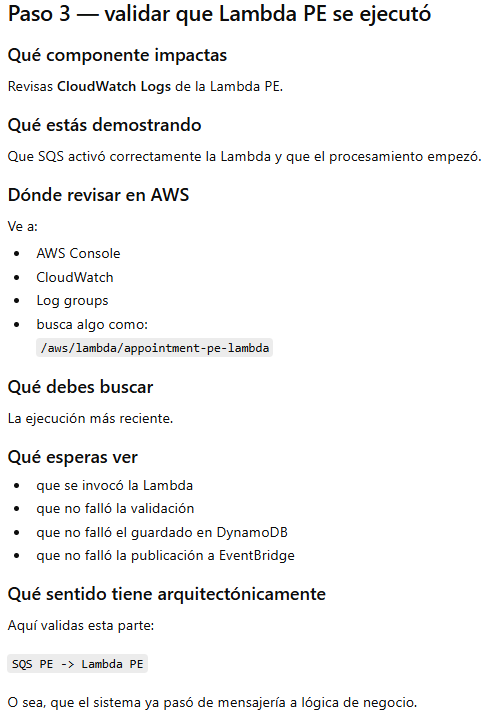 Paso 3 — validar que Lambda PE se ejecutó
Qué componente impactas
Revisas CloudWatch Logs de la Lambda PE.
Qué estás demostrando
Que SQS activó correctamente la Lambda y que el procesamiento empezó.
Dónde revisar en AWS
Ve a:
• AWS Console
• CloudWatch
• Log groups
• busca algo como:
/aws/lambda/appointment-pe-lambda
Qué debes buscar
La ejecución más reciente.
Qué esperas ver
• que se invocó la Lambda
• que no falló la validación
• que no falló el guardado en DynamoDB
• que no falló la publicación a EventBridge
Qué sentido tiene arquitectónicamente
Aquí validas esta parte:
SQS PE -> Lambda PE
O sea, que el sistema ya pasó de mensajería a lógica de negocio.